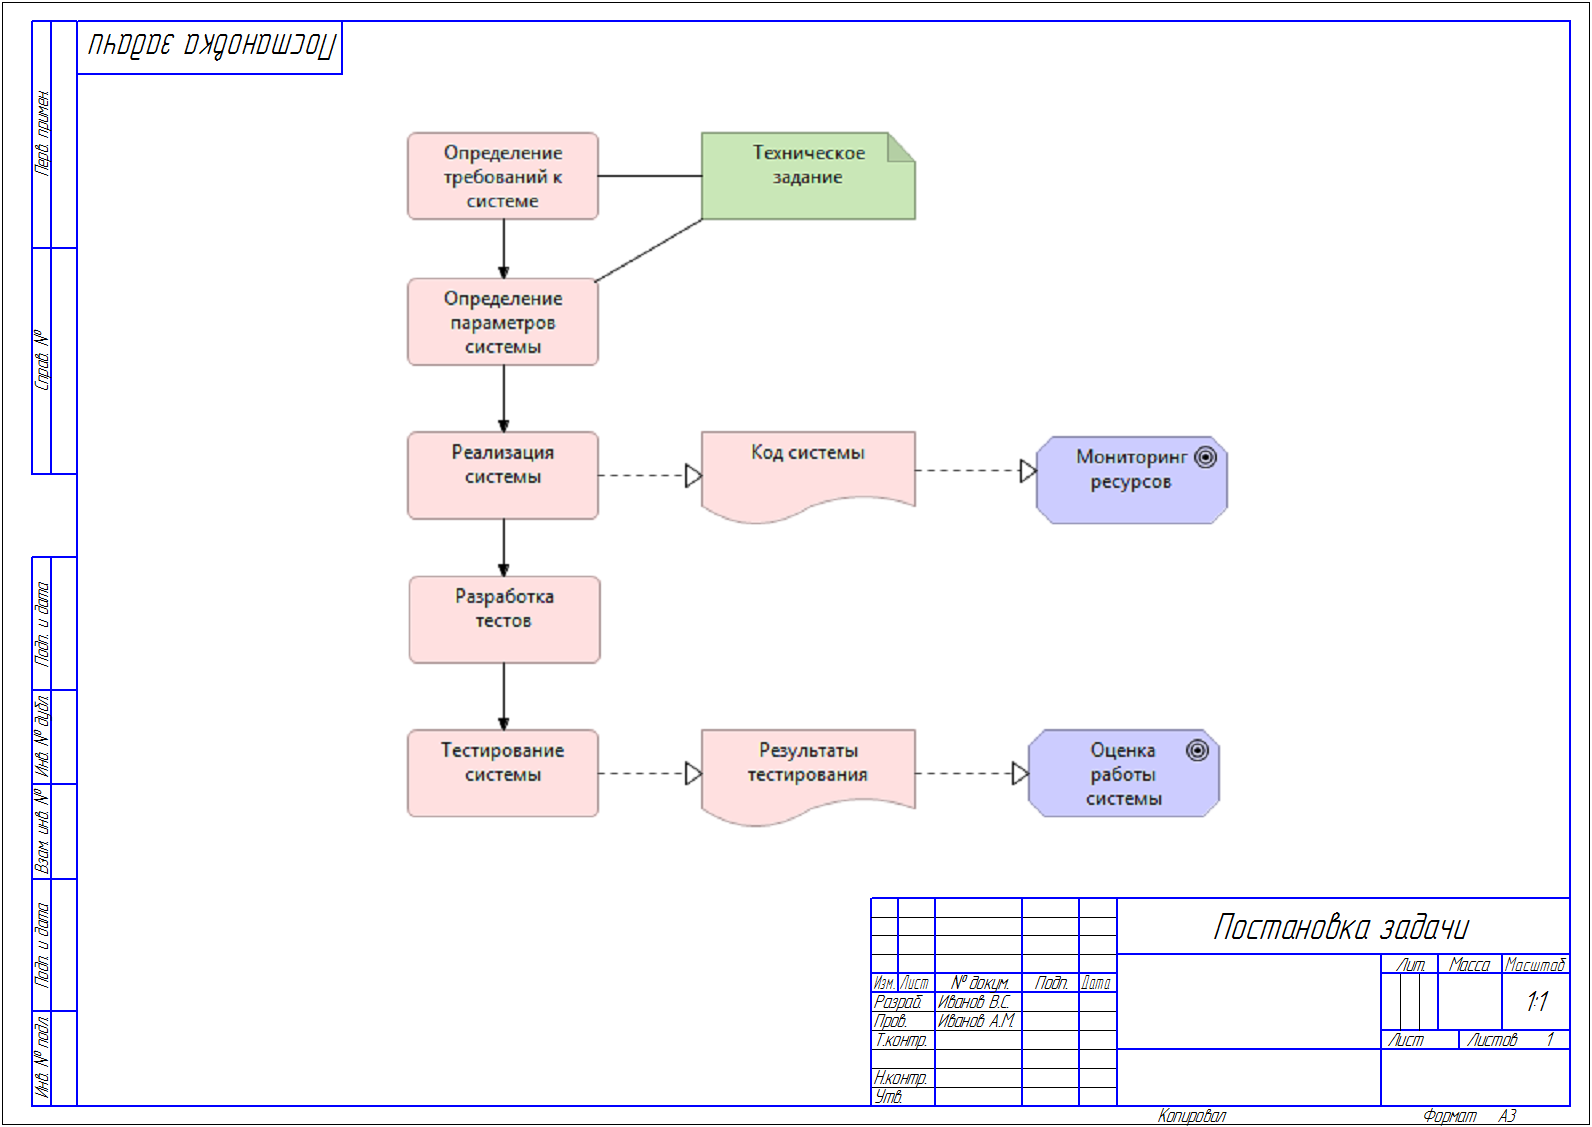 Постановка задачи
Перв. примен.
Справ. №
Подп. и дата
Инв. № дубл.
Взам. инв. №
Подп. и дата
Инв. № подл.
Определение
требований к
системе
Техническое
задание
Определение
параметров
системы
Реализация
системы
Код системы
Мониторинг
ресурсов
Разработка
тестов
Тестирование
системы
Результаты
тестирования
Оценка
работы
системы
Постановка задачи
Лит. Масса Масштаб
Изм. Лист № докум. Подп. Дата
Разраб. Иванов В.С.
1:1
Пров. Иванов А.М.
Т.контр.
Лист Листов 1
Н.контр.
Утв.
Копировал Формат А3